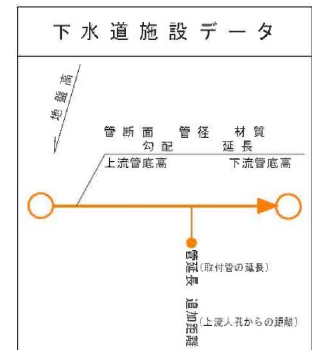 下水道施設データ
地盤高
管断面 管径 材質
勾配 延長
上流管底高 下流管底高
管延長 (取付管の延長)
追加距離 (上流人孔からの距離)